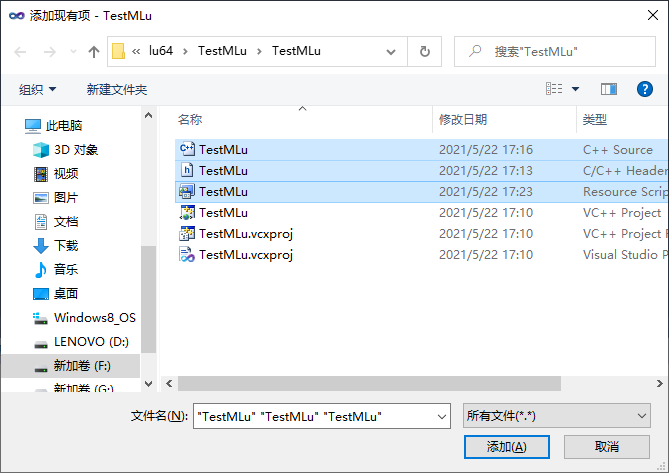 添加现有项 - TestMLu
« lu64 › TestMLu › TestMLu
搜索"TestMLu"
组织 新建文件夹
此电脑
3D 对象
视频
图片
文档
下载
音乐
桌面
Windows8_OS
LENOVO (D:)
新加卷 (F:)
新加卷 (G:)
名称 修改日期 类型
TestMLu 2021/5/22 17:16 C++ Source
TestMLu 2021/5/22 17:13 C/C++ Header
TestMLu 2021/5/22 17:23 Resource Scrip
TestMLu 2021/5/22 17:10 VC++ Project
TestMLu.vcxproj 2021/5/22 17:10 VC++ Project F
TestMLu.vcxproj 2021/5/22 17:10 Visual Studio P
文件名(N): "TestMLu" "TestMLu" "TestMLu" 所有文件(*.*)
添加(A) 取消